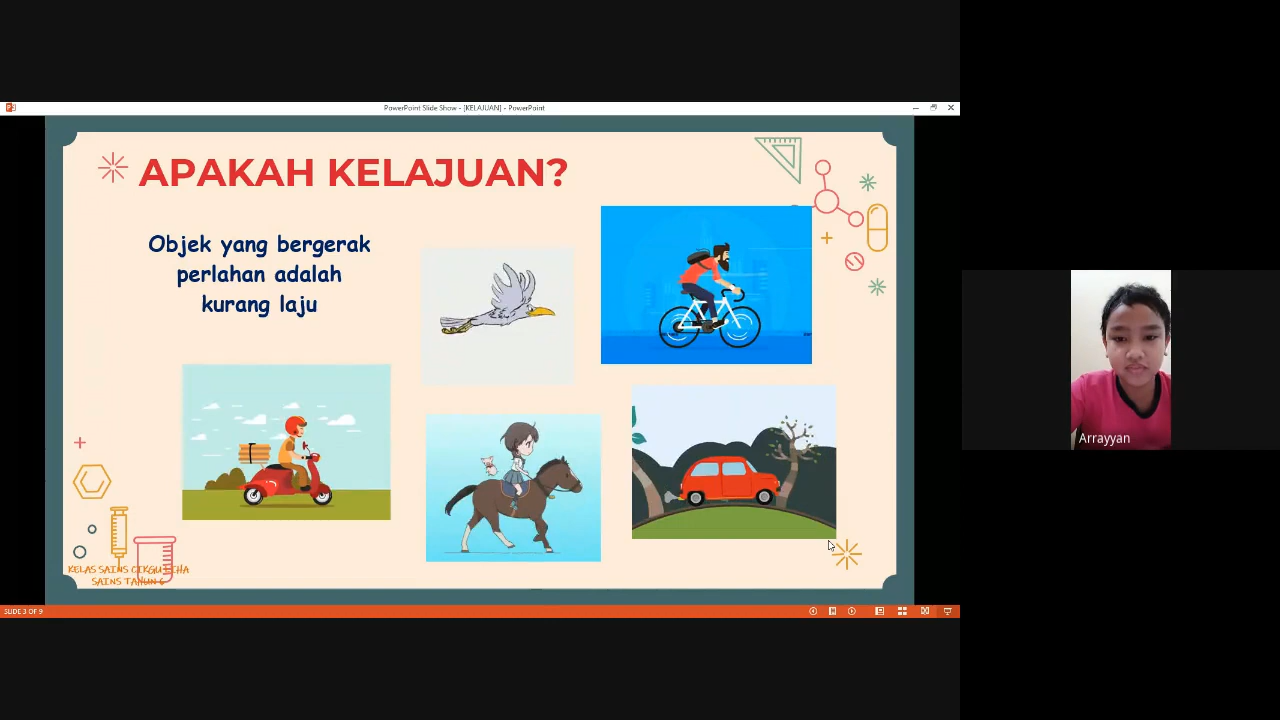 PowerPoint Slide Show - [KELAJUAN] - PowerPoint
APAKAH KELAJUAN?
Objek yang bergerak
perlahan adalah
kurang laju
KELAS SAINS CIKGU
SAINS TAHUN 6
SLIDE 3 OF 9
Arrayyan